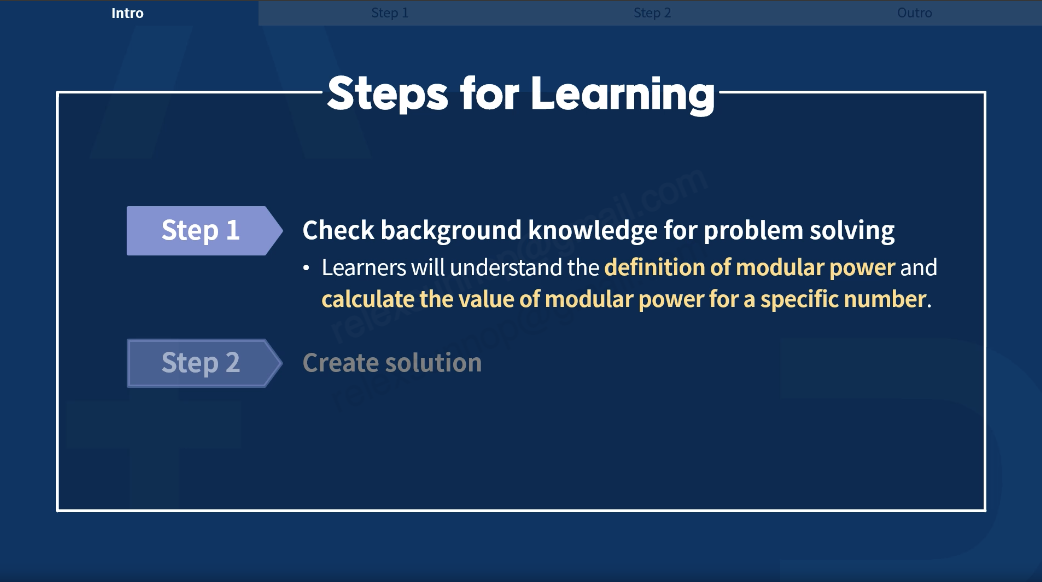 Intro
Step 1
Step 2
Outro
Steps for Learning
Step 1
Check background knowledge for problem solving
• Learners will understand the definition of modular power and
calculate the value of modular power for a specific number.
Step 2
Create solution